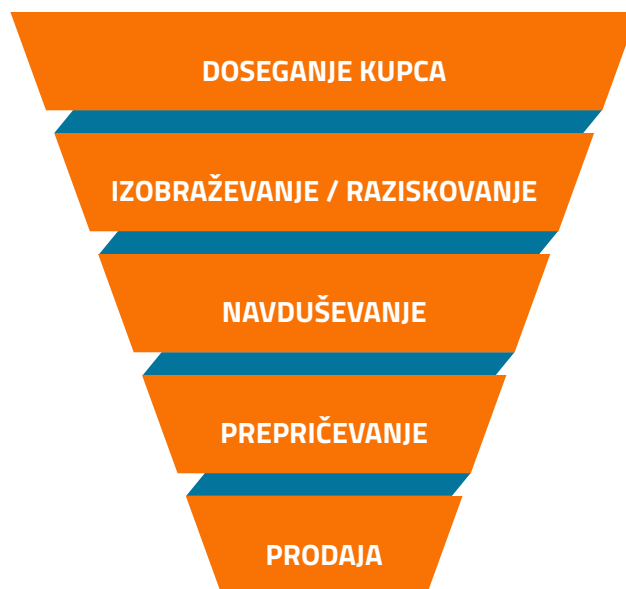 DOSEGANJE KUPCA
IZOBRAŽEVANJE / RAZISKOVANJE
NAVDUŠEVANJE
PREPRIČEVANJE
PRODAJA